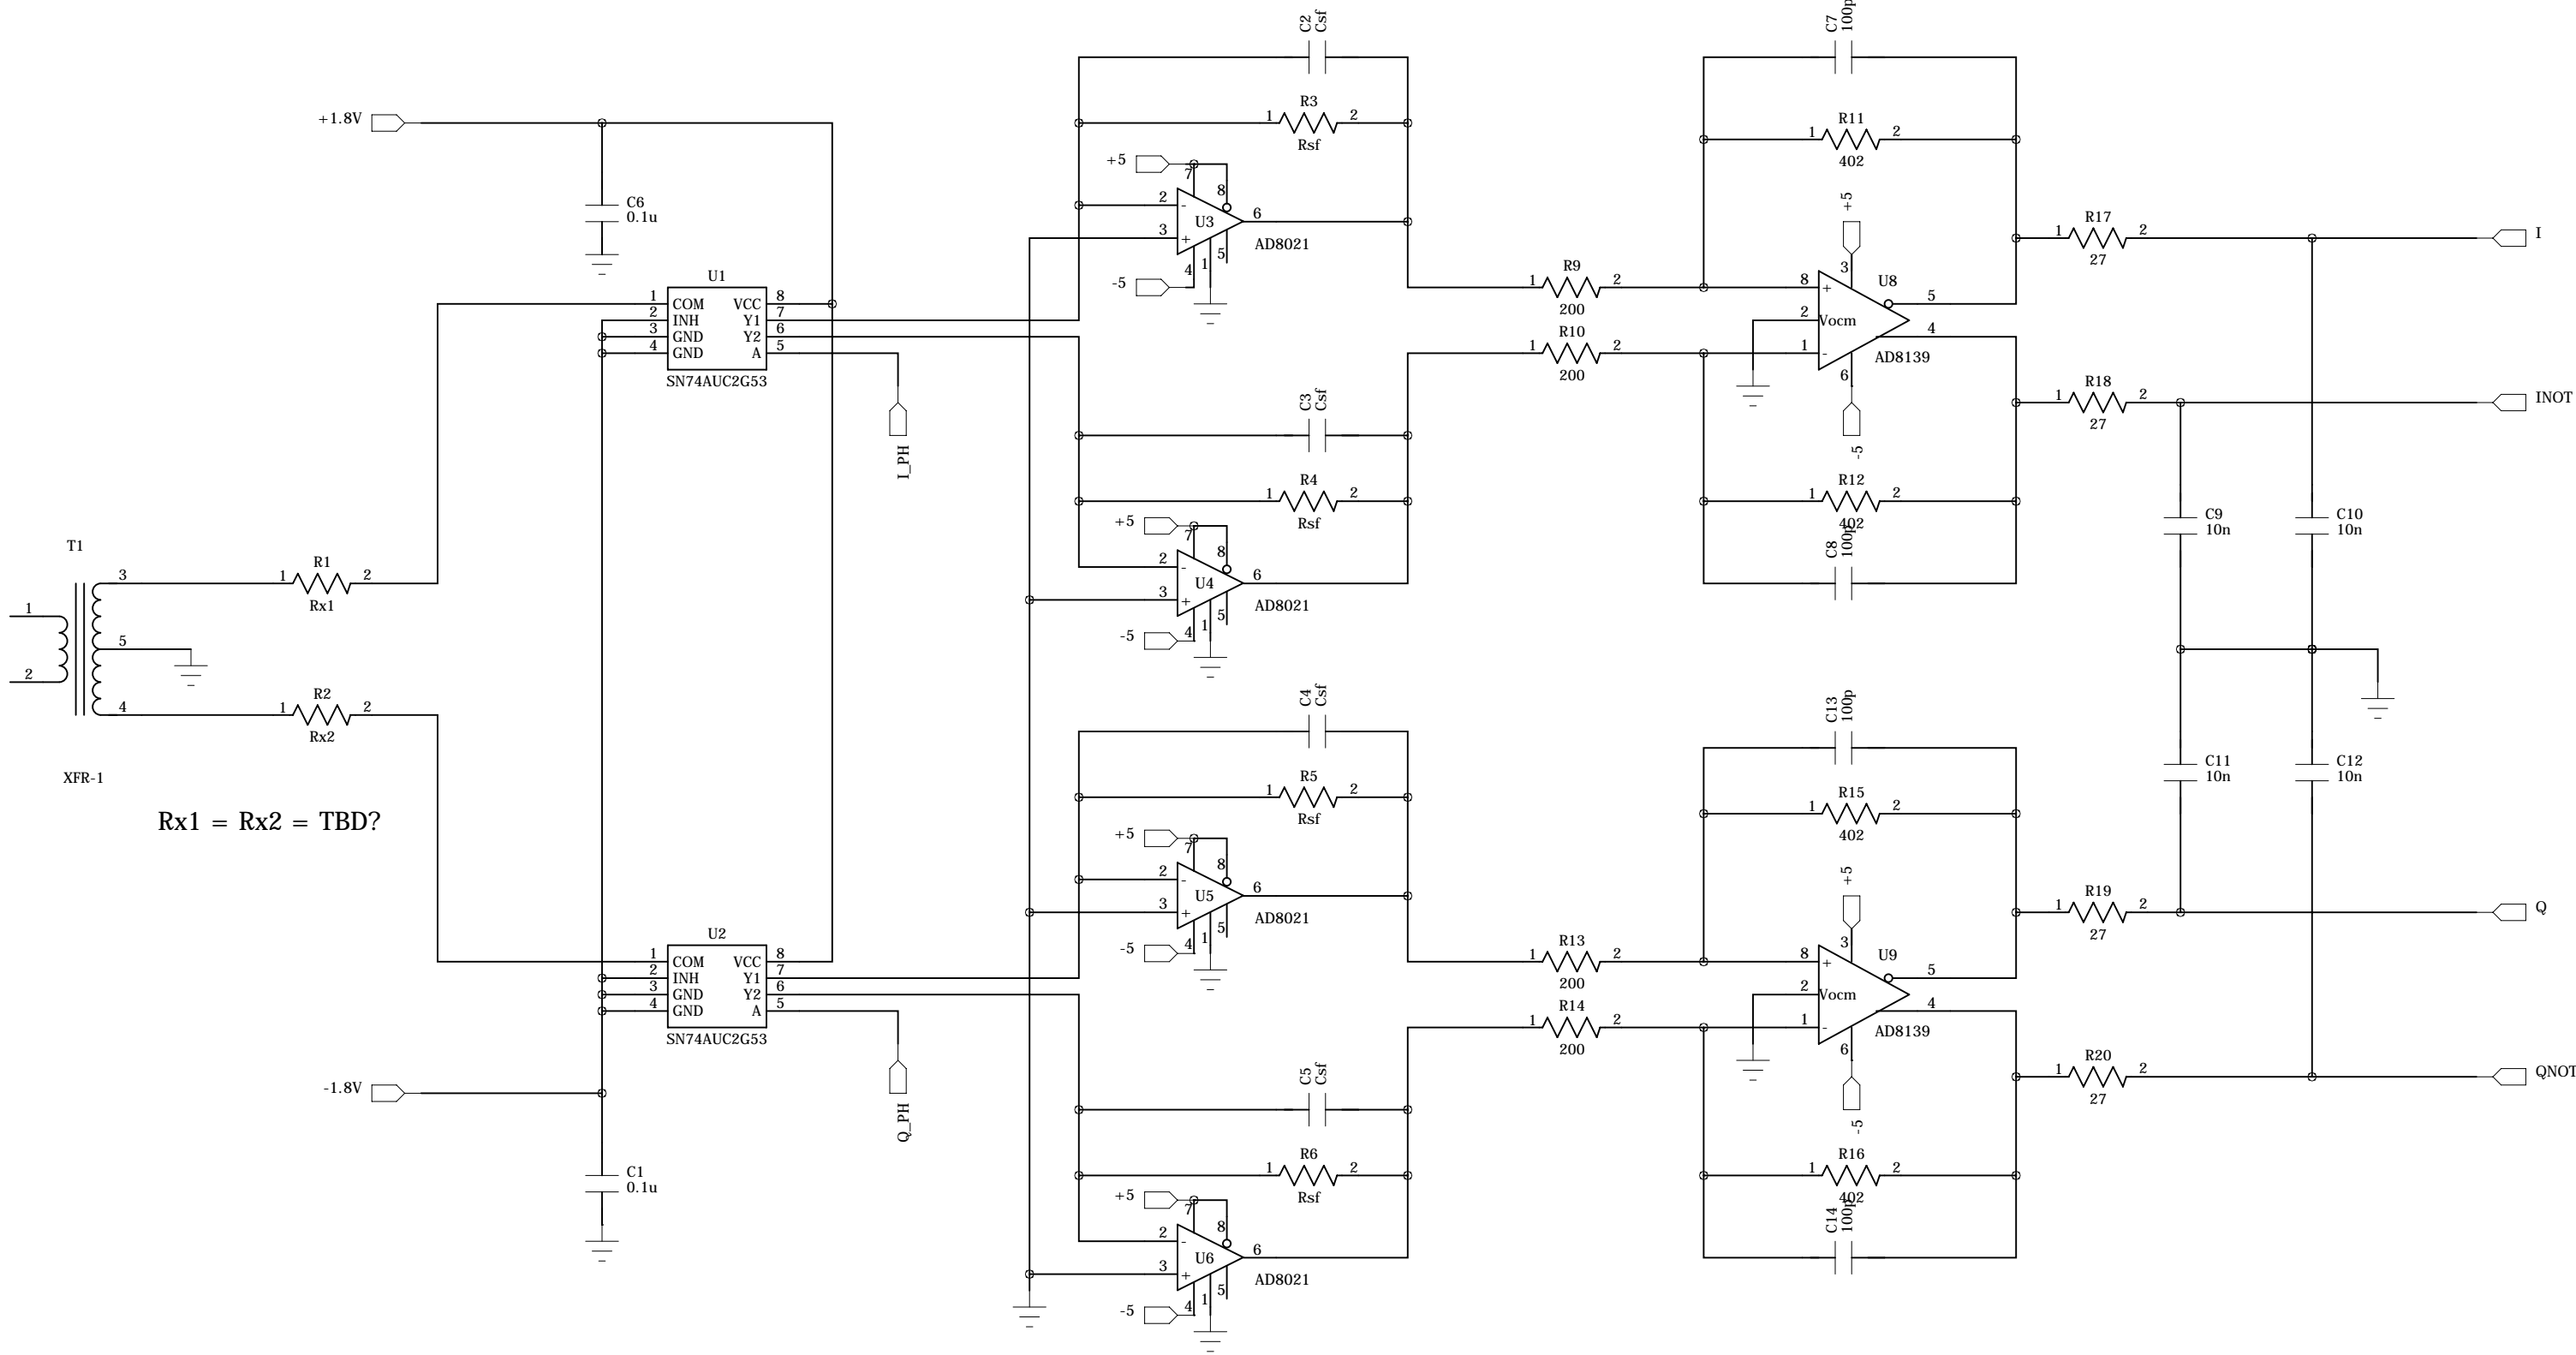 C2
Csf
C7
100p
+1.8V
1 R3 2
Rsf
1 R11 2
402
+5
7
8
2 -
U3
6
3 +
AD8021
5
4
1
-5
C6
0.1u
U1
1 COM VCC 8
2 INH Y1 7
3 GND Y2 6
4 GND A 5
SN74AUC2G53
I_PH
1 R9 2
200
1 R10 2
200
+5
3
U8
8 +
5
2 Vocm
4
1 -
AD8139
6
-5
1 R17 2
27
I
1 R18 2
27
INOT
C3
Csf
1 R4 2
Rsf
1 R12 2
402
C8
100p
+5
7
8
2 -
U4
6
3 +
AD8021
5
4
1
-5
C9
10n
C10
10n
T1
1
2
3
5
4
XFR-1
1 R1 2
Rx1
1 R2 2
Rx2
Rx1 = Rx2 = TBD?
C4
Csf
C13
100p
1 R5 2
Rsf
1 R15 2
402
C11
10n
C12
10n
+5
7
8
2 -
U5
6
3 +
AD8021
5
4
1
-5
U2
1 COM VCC 8
2 INH Y1 7
3 GND Y2 6
4 GND A 5
SN74AUC2G53
Q_PH
1 R13 2
200
1 R14 2
200
+5
3
U9
8 +
5
2 Vocm
4
1 -
AD8139
6
-5
1 R19 2
27
Q
1 R20 2
27
QNOT
-1.8V
C1
0.1u
C5
Csf
1 R6 2
Rsf
1 R16 2
402
C14
100p
+5
7
8
2 -
U6
6
3 +
AD8021
5
4
1
-5